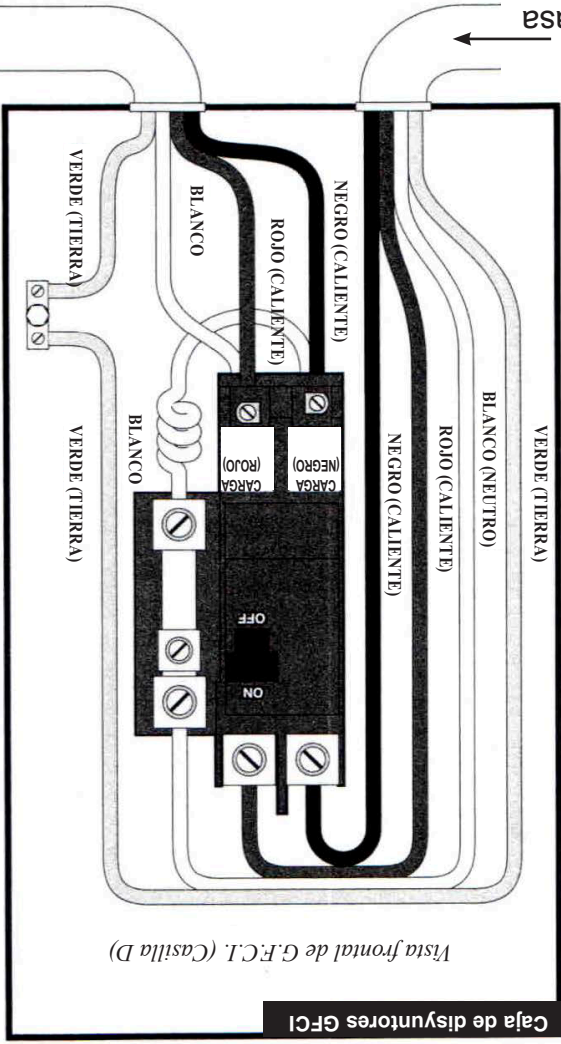 Caja de disyuntores GFCI
Vista frontal de G.F.C.I. (Casilla D)
VERDE (TIERRA)
BLANCO (NEUTRO)
ROJO (CALIENTE)
NEGRO (CALIENTE)
ON
OFF
CARGA
(NEGRO)
CARGA
(ROJO)
BLANCO
VERDE (TIERRA)
NEGRO (CALIENTE)
ROJO (CALIENTE)
BLANCO
VERDE (TIERRA)